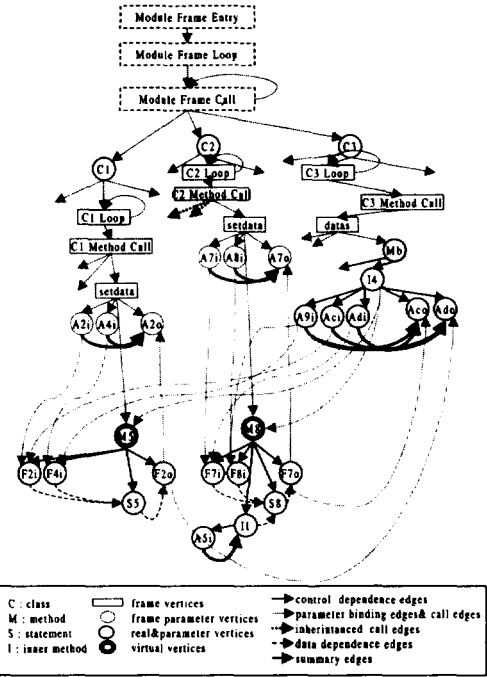 Module Frame Entry
Module Frame Loop
Module Frame Call
C1
C2
C3
C1 Loop
C2 Loop
C3 Loop
C1 Method Call
C2 Method Call
C3 Method Call
setdata
setdata
datas
Mb
I4
A2i
A4i
A2o
A7i
A8i
A7o
A9i
Aci
Adi
Aco
Ado
M5
M8
F2i
F4i
F2o
F7i
F8i
F7o
S5
S8
I1
A5i
C : class
M : method
S : statement
I : inner method
frame vertices
frame parameter vertices
real&parameter vertices
virtual vertices
control dependence edges
parameter binding edges& call edges
inheritanced call edges
data dependence edges
summary edges